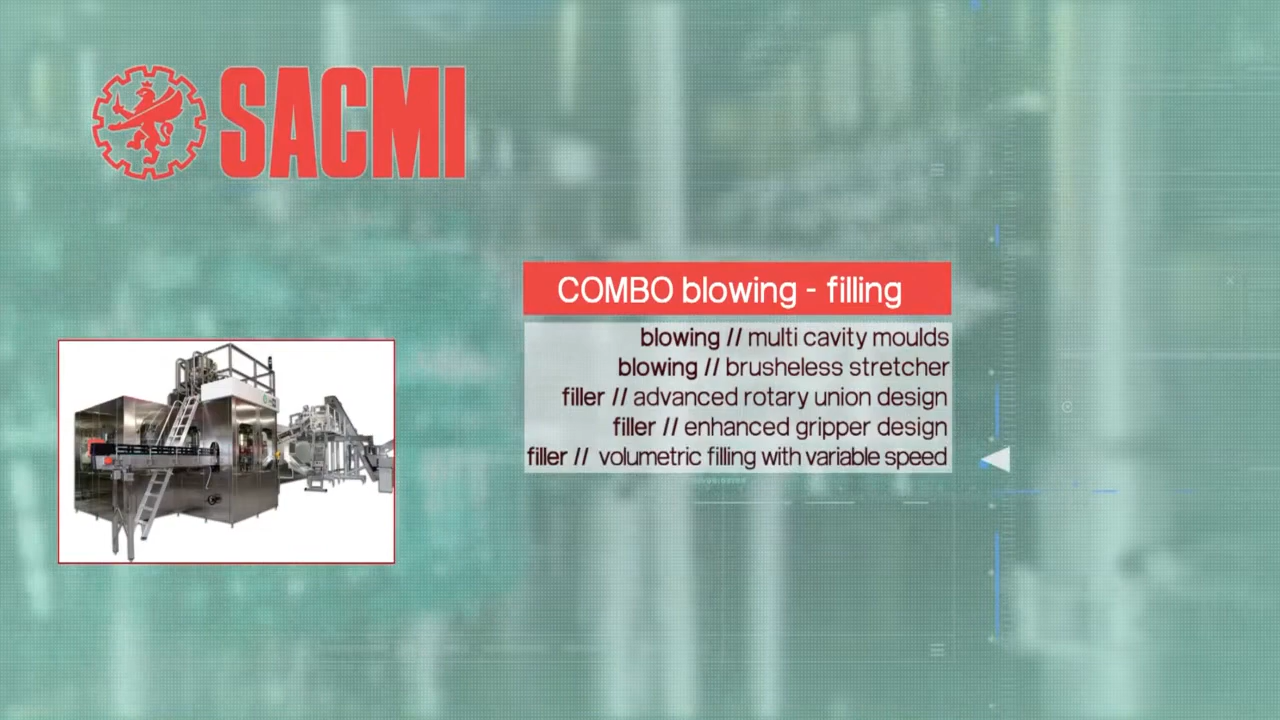 SACMI
COMBO blowing - filling
blowing // multi cavity moulds
blowing // brusheless stretcher
filler // advanced rotary union design
filler // enhanced gripper design
filler // volumetric filling with variable speed